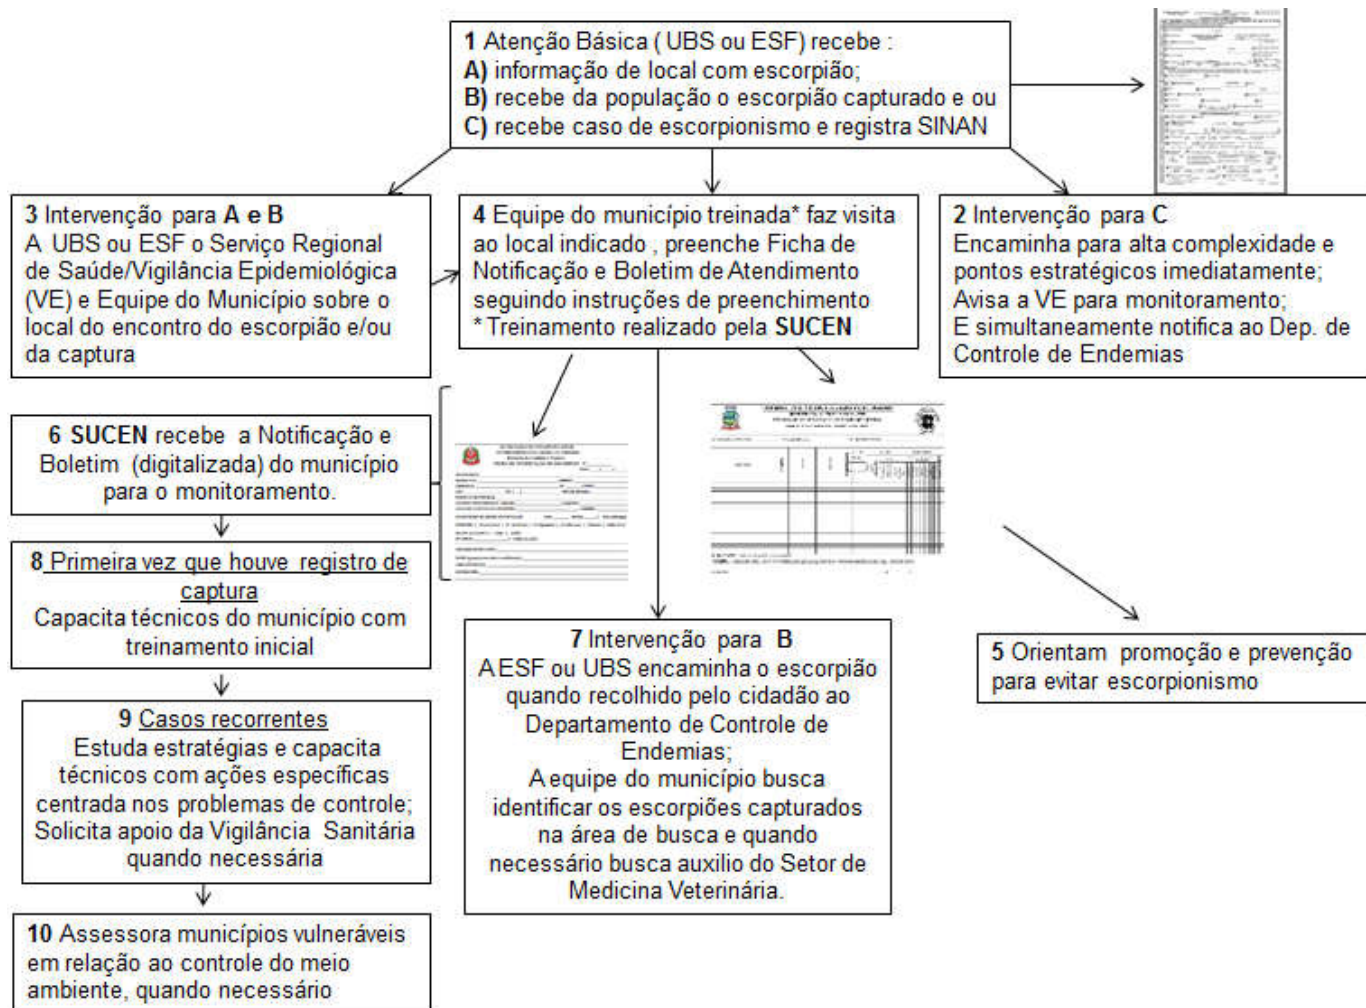 1 Atenção Básica ( UBS ou ESF) recebe :
A) informação de local com escorpião;
B) recebe da população o escorpião capturado e ou
C) recebe caso de escorpionismo e registra SINAN
3 Intervenção para A e B
A UBS ou ESF o Serviço Regional
de Saúde/Vigilância Epidemiológica
(VE) e Equipe do Município sobre o
local do encontro do escorpião e/ou
da captura
4 Equipe do município treinada* faz visita
ao local indicado , preenche Ficha de
Notificação e Boletim de Atendimento
seguindo instruções de preenchimento
* Treinamento realizado pela SUCEN
2 Intervenção para C
Encaminha para alta complexidade e
pontos estratégicos imediatamente;
Avisa a VE para monitoramento;
E simultaneamente notifica ao Dep. de
Controle de Endemias
6 SUCEN recebe a Notificação e
Boletim (digitalizada) do município
para o monitoramento.
8 Primeira vez que houve registro de
captura
Capacita técnicos do município com
treinamento inicial
7 Intervenção para B
A ESF ou UBS encaminha o escorpião
quando recolhido pelo cidadão ao
Departamento de Controle de
Endemias;
A equipe do município busca
identificar os escorpiões capturados
na área de busca e quando
necessário busca auxilio do Setor de
Medicina Veterinária.
5 Orientam promoção e prevenção
para evitar escorpionismo
9 Casos recorrentes
Estuda estratégias e capacita
técnicos com ações específicas
centrada nos problemas de controle;
Solicita apoio da Vigilância Sanitária
quando necessária
10 Assessora municípios vulneráveis
em relação ao controle do meio
ambiente, quando necessário